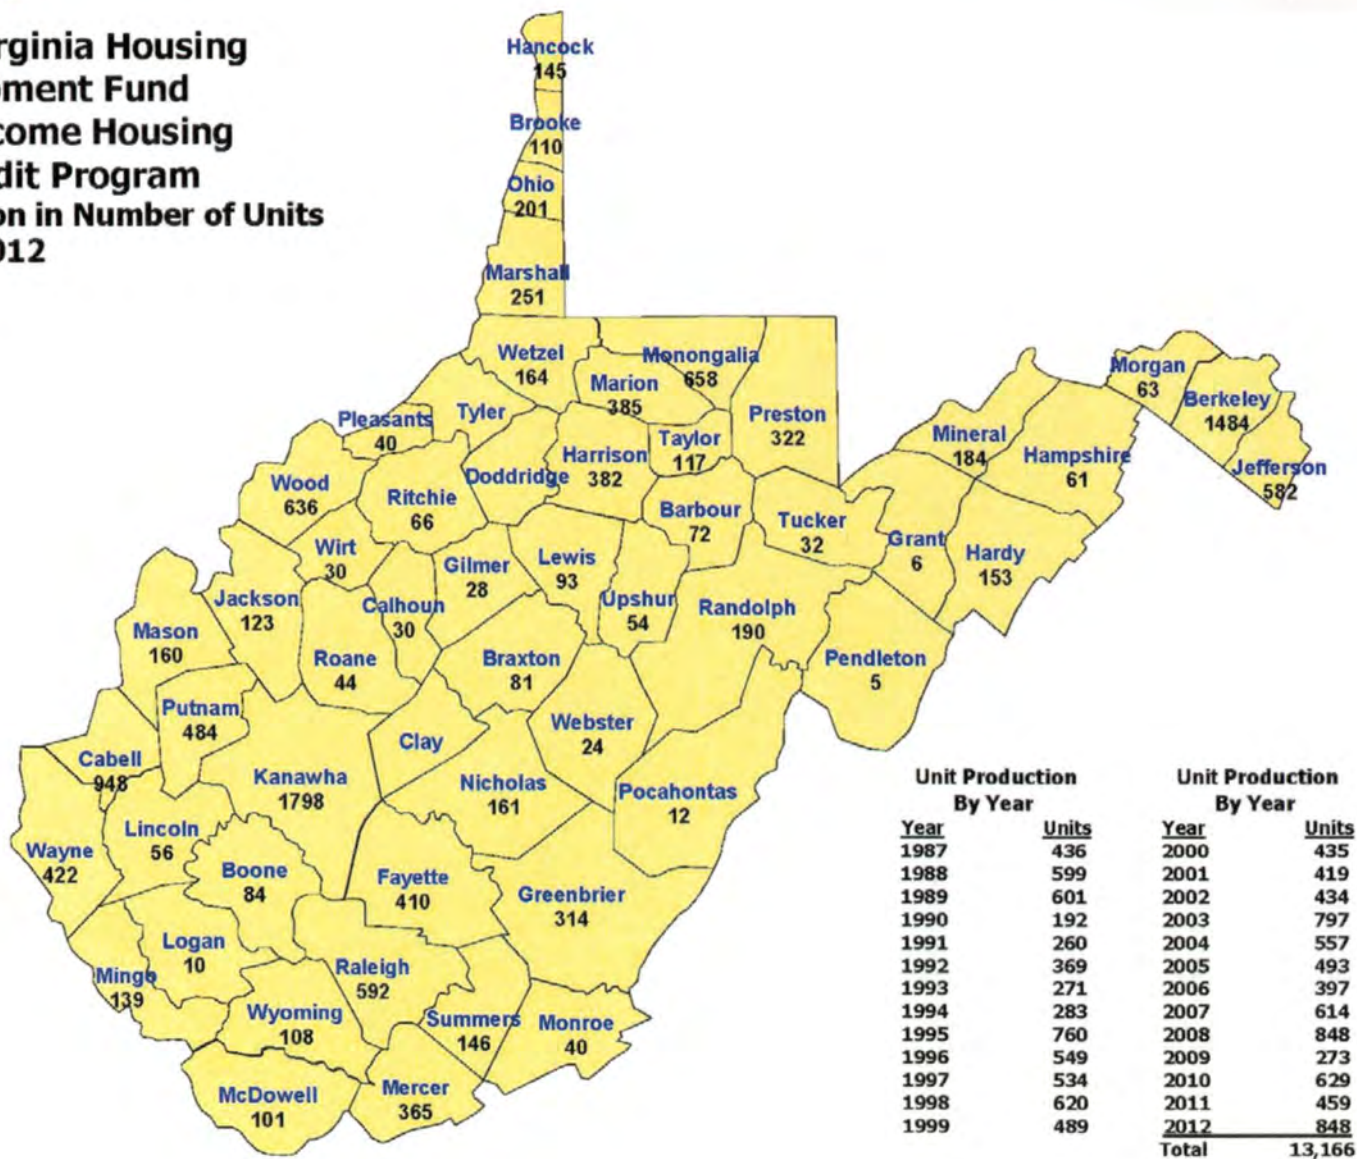 rginia Housing
ment Fund
come Housing
dit Program
on in Number of Units
012
Hancock
145
Brooke
110
Ohio
201
Marshall
251
Wetzel
164
Monongalia
658
Marion
385
Preston
322
Tyler
Pleasants
40
Taylor
117
Harrison
382
Doddridge
Wood
636
Ritchie
66
Morgan
63
Berkeley
1484
Jefferson
582
Mineral
184
Hampshire
61
Barbour
72
Tucker
32
Grant
6
Hardy
153
Wirt
30
Gilmer
28
Lewis
93
Upshur
54
Randolph
190
Jackson
123
Calhoun
30
Mason
160
Roane
44
Braxton
81
Pendleton
5
Putnam
484
Webster
24
Clay
Cabell
948
Kanawha
1798
Nicholas
161
Pocahontas
12
Lincoln
56
Wayne
422
Boone
84
Fayette
410
Greenbrier
314
Logan
10
Mingo
139
Raleigh
592
Wyoming
108
Summers
146
Monroe
40
McDowell
101
Mercer
365
Unit Production Unit Production
By Year By Year
Year Units Year Units
1987 436 2000 435
1988 599 2001 419
1989 601 2002 434
1990 192 2003 797
1991 260 2004 557
1992 369 2005 493
1993 271 2006 397
1994 283 2007 614
1995 760 2008 848
1996 549 2009 273
1997 534 2010 629
1998 620 2011 459
1999 489 2012 848
Total 13,166